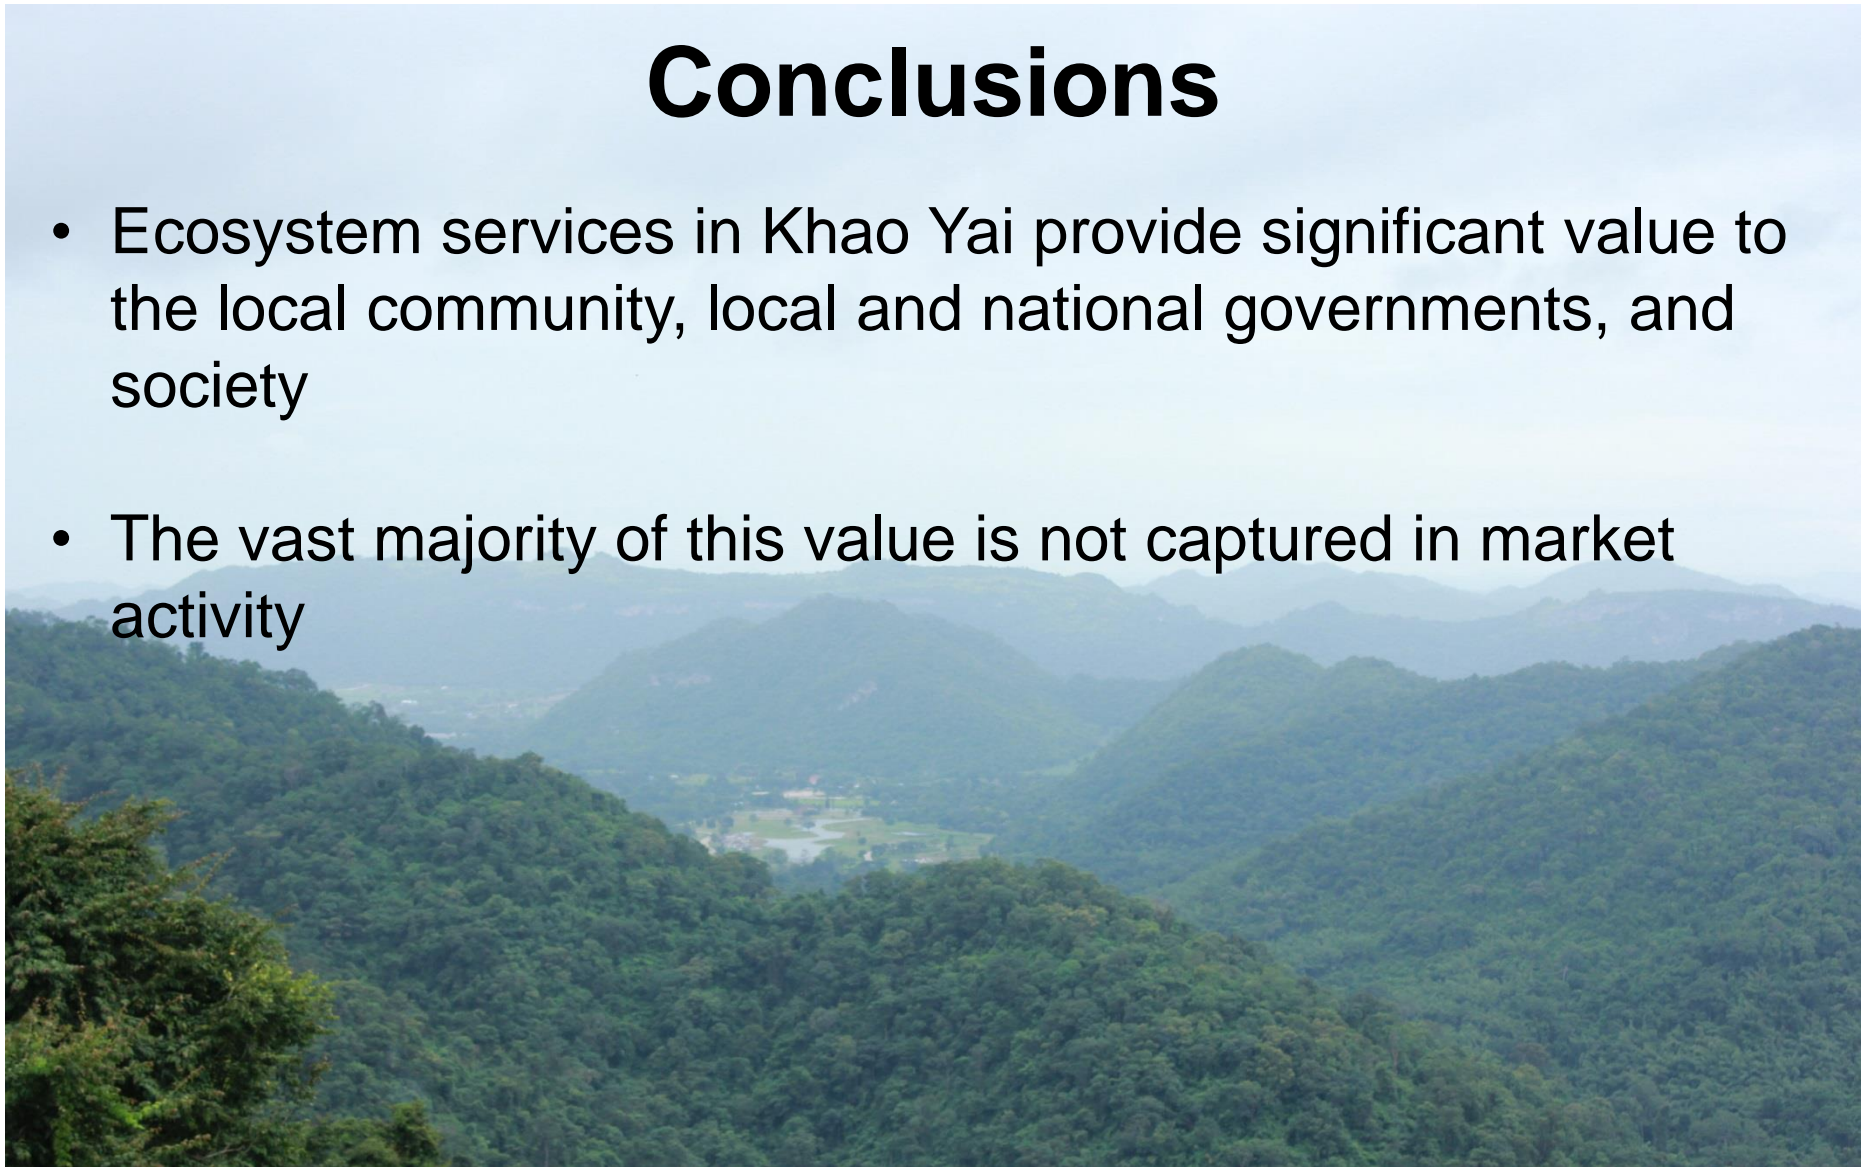 Conclusions
• Ecosystem services in Khao Yai provide significant value to
the local community, local and national governments, and
society
• The vast majority of this value is not captured in market
activity